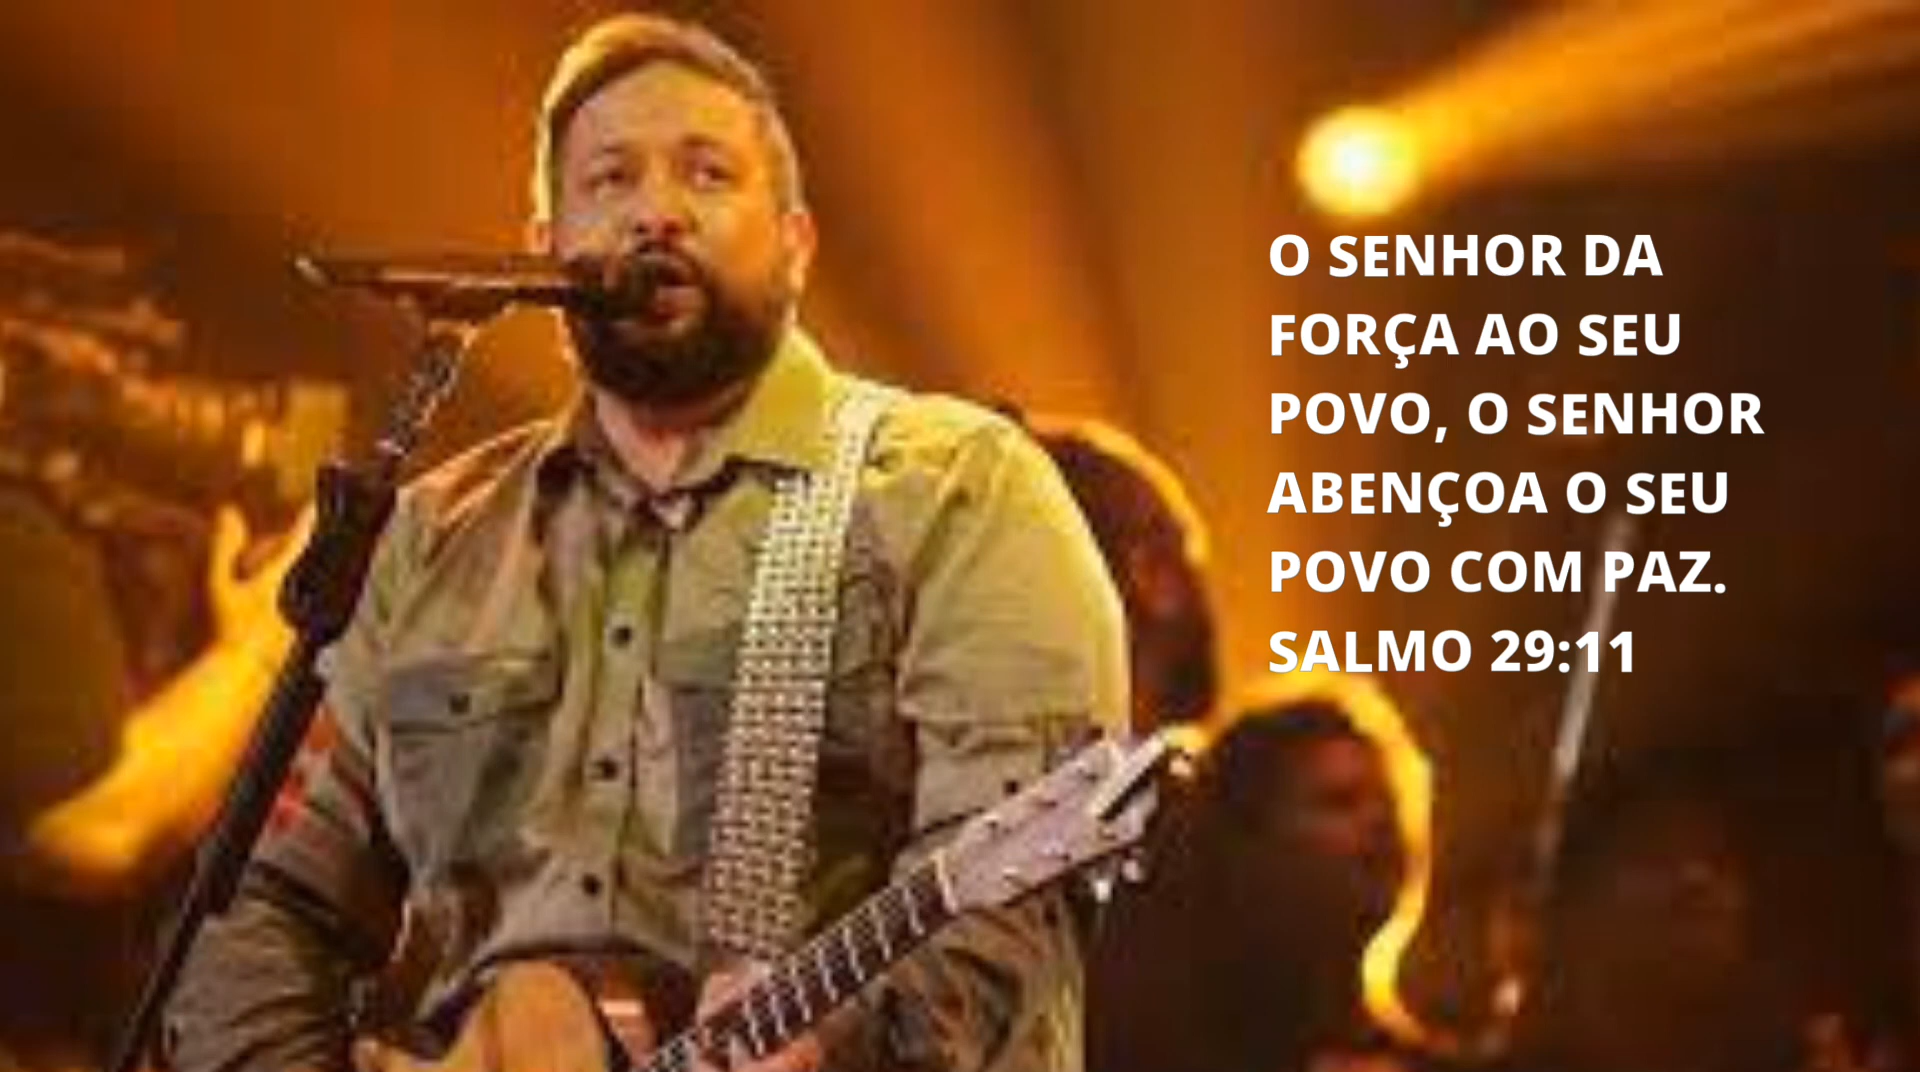 O SENHOR DA
FORÇA AO SEU
POVO, O SENHOR
ABENÇOA O SEU
POVO COM PAZ.
SALMO 29:11